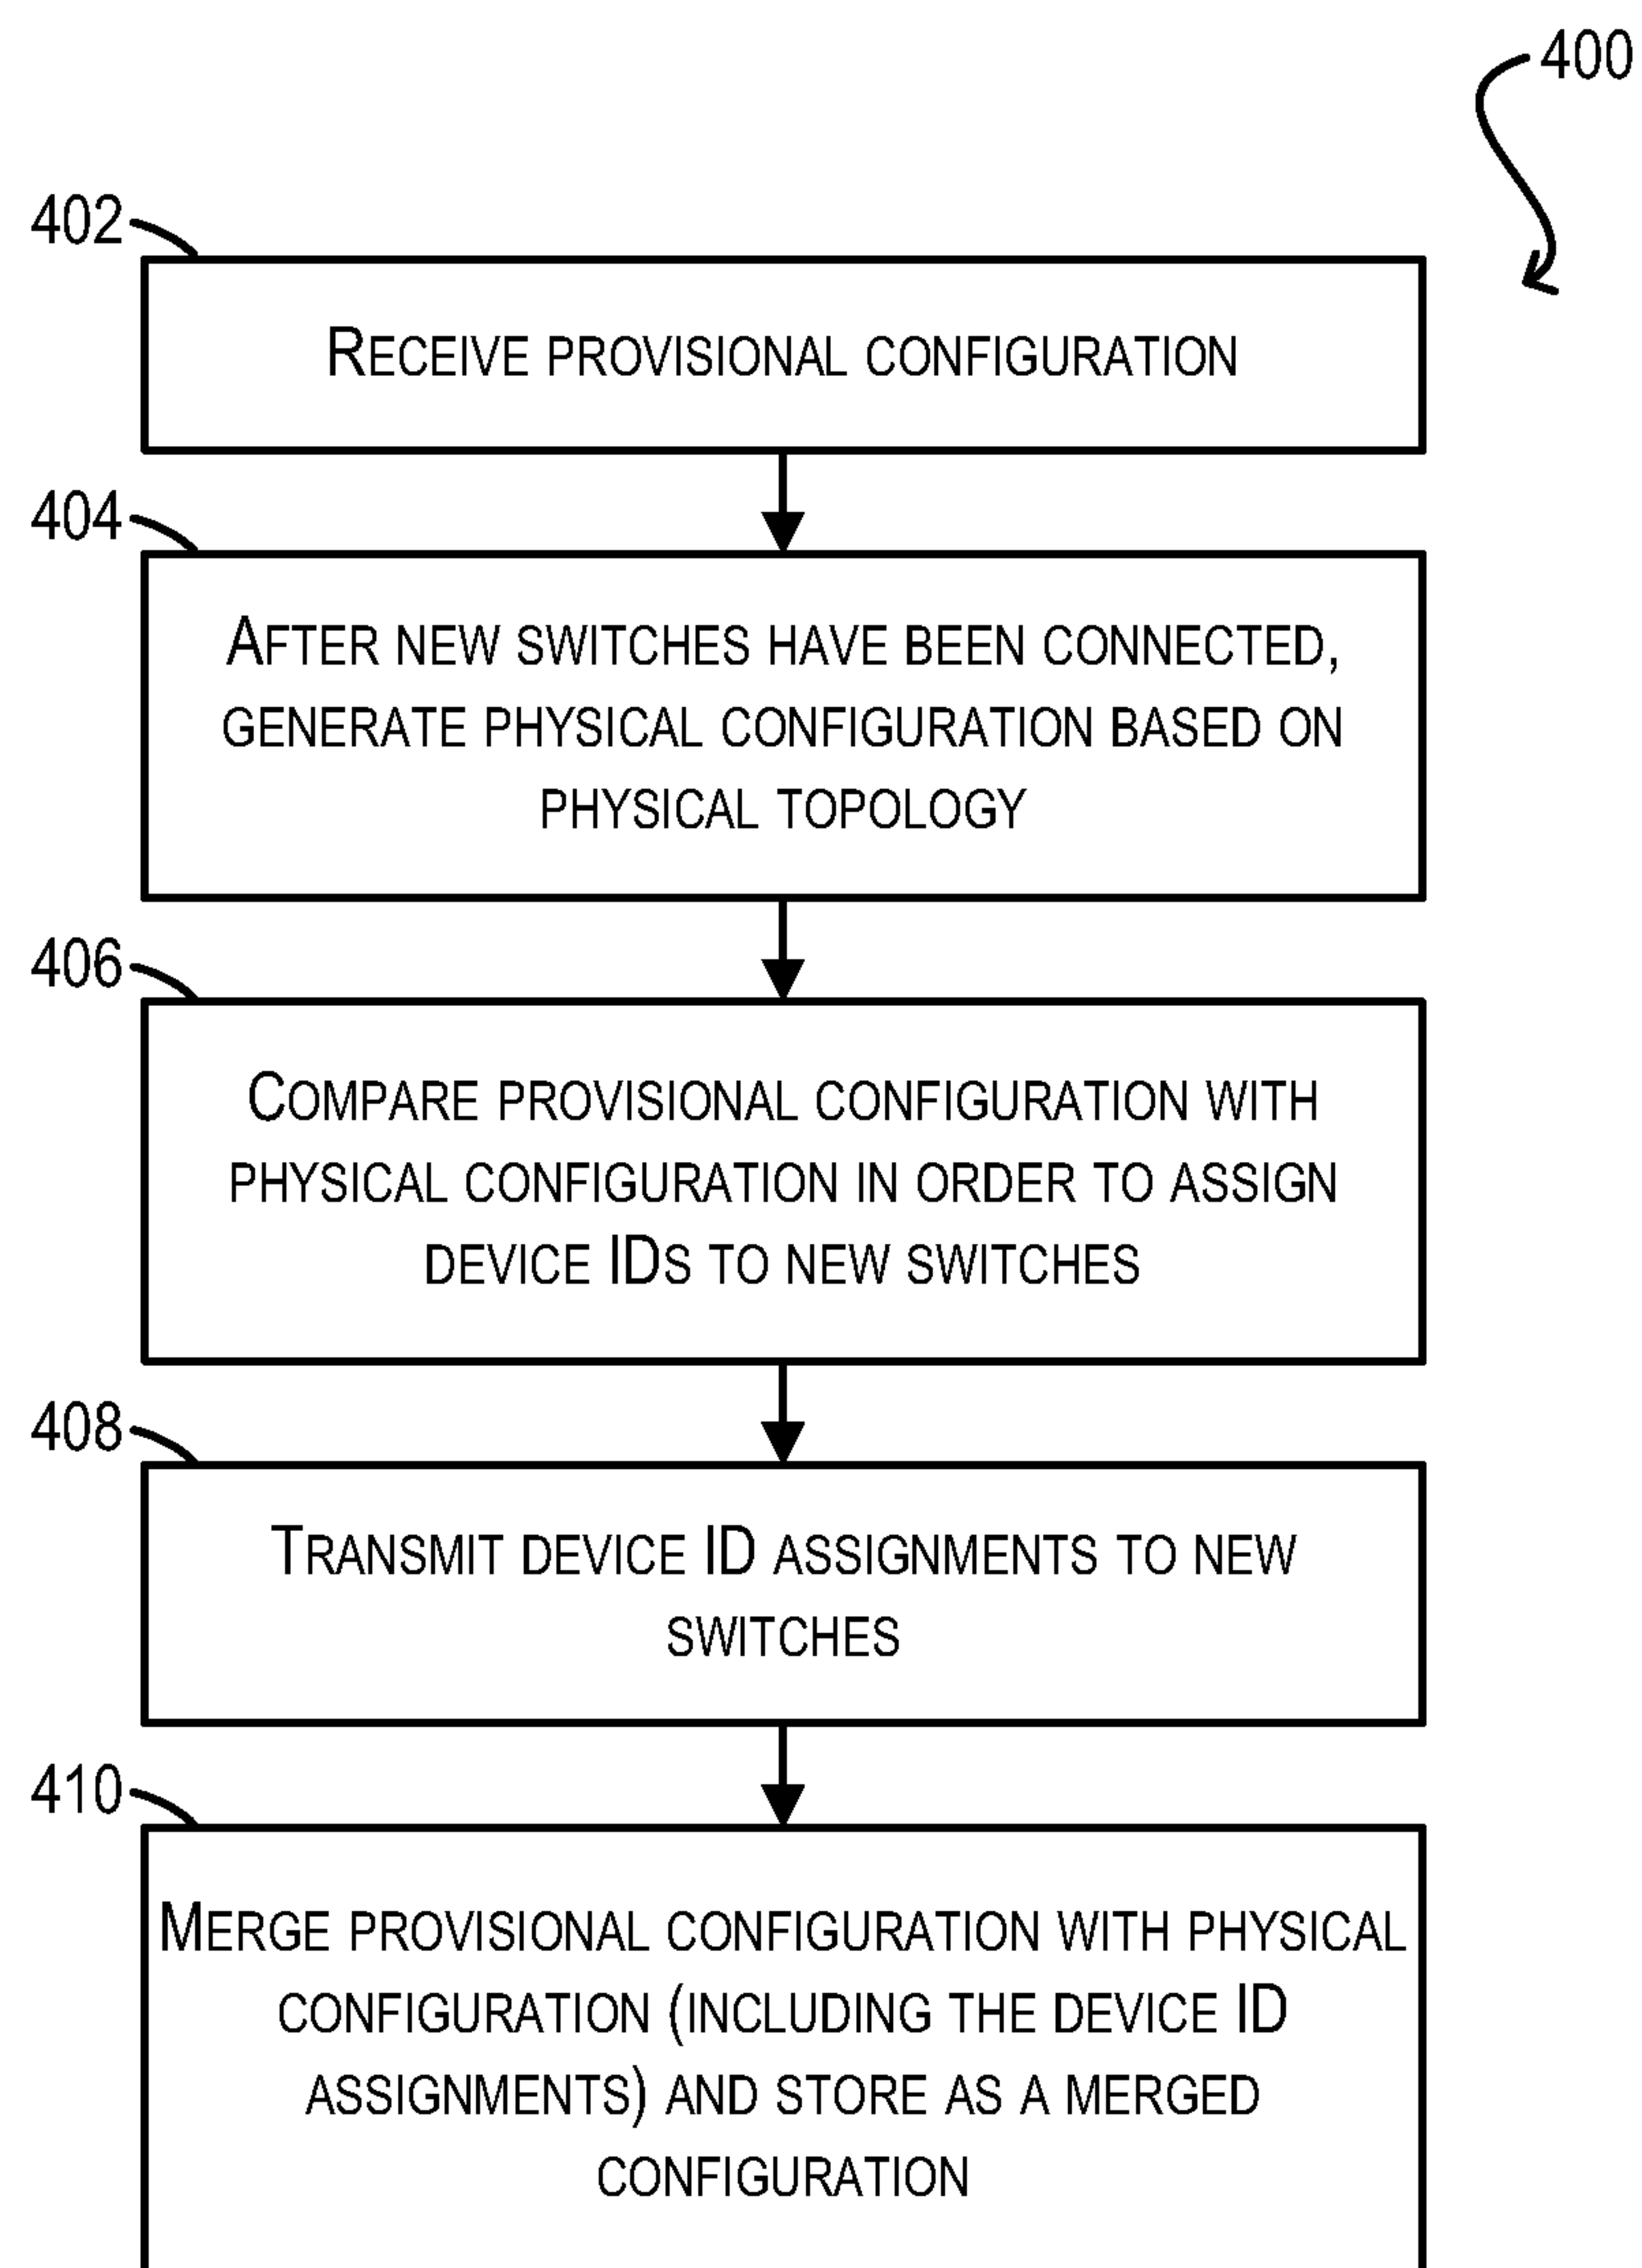 400
402
RECEIVE PROVISIONAL CONFIGURATION
404
AFTER NEW SWITCHES HAVE BEEN CONNECTED,
GENERATE PHYSICAL CONFIGURATION BASED ON
PHYSICAL TOPOLOGY
406
COMPARE PROVISIONAL CONFIGURATION WITH
PHYSICAL CONFIGURATION IN ORDER TO ASSIGN
DEVICE IDS TO NEW SWITCHES
408
TRANSMIT DEVICE ID ASSIGNMENTS TO NEW
SWITCHES
410
MERGE PROVISIONAL CONFIGURATION WITH PHYSICAL
CONFIGURATION (INCLUDING THE DEVICE ID
ASSIGNMENTS) AND STORE AS A MERGED
CONFIGURATION